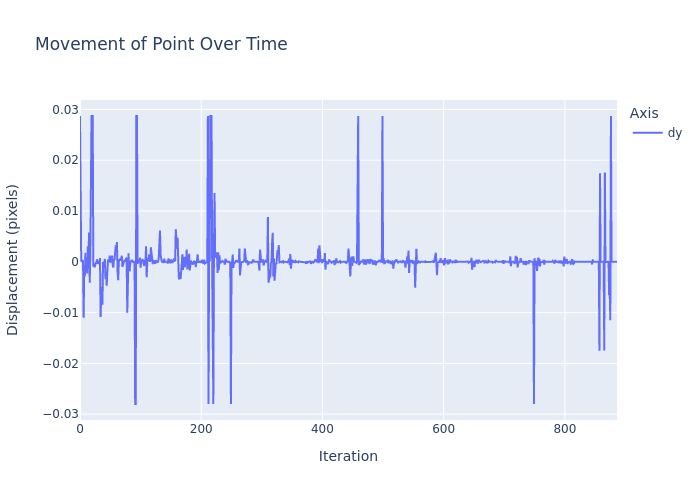 Movement of Point Over Time
Axis
dy
Displacement (pixels)
0.03
0.02
0.01
0
−0.01
−0.02
−0.03
0 200 400 600 800
Iteration